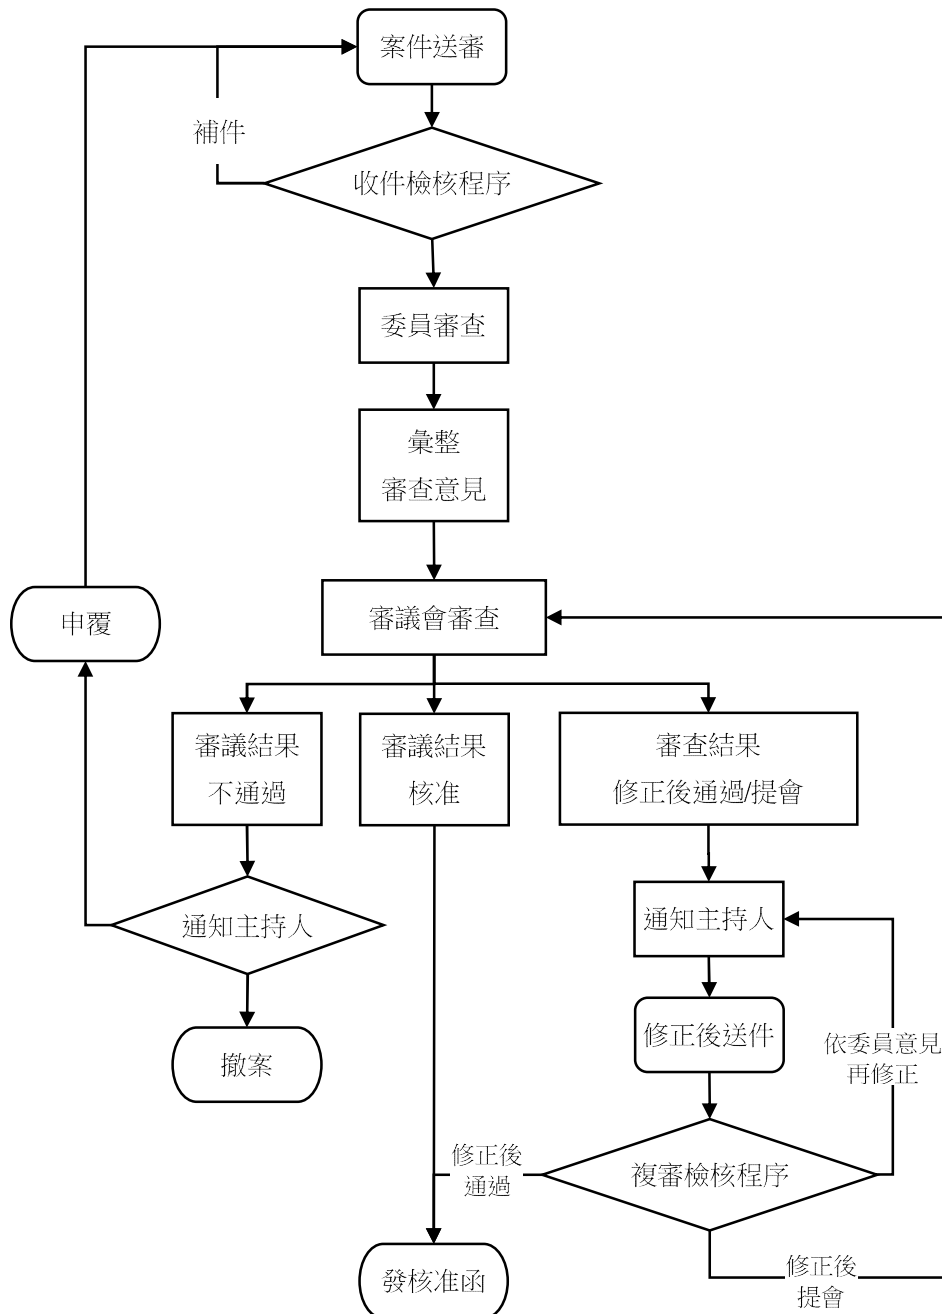 案件送審
補件
收件檢核程序
委員審查
彙整
審查意見
申覆
審議會審查
審議結果
不通過
審議結果
核准
審查結果
修正後通過/提會
通知主持人
通知主持人
撤案
修正後送件
依委員意見
再修正
修正後
通過
複審檢核程序
發核准函
修正後
提會